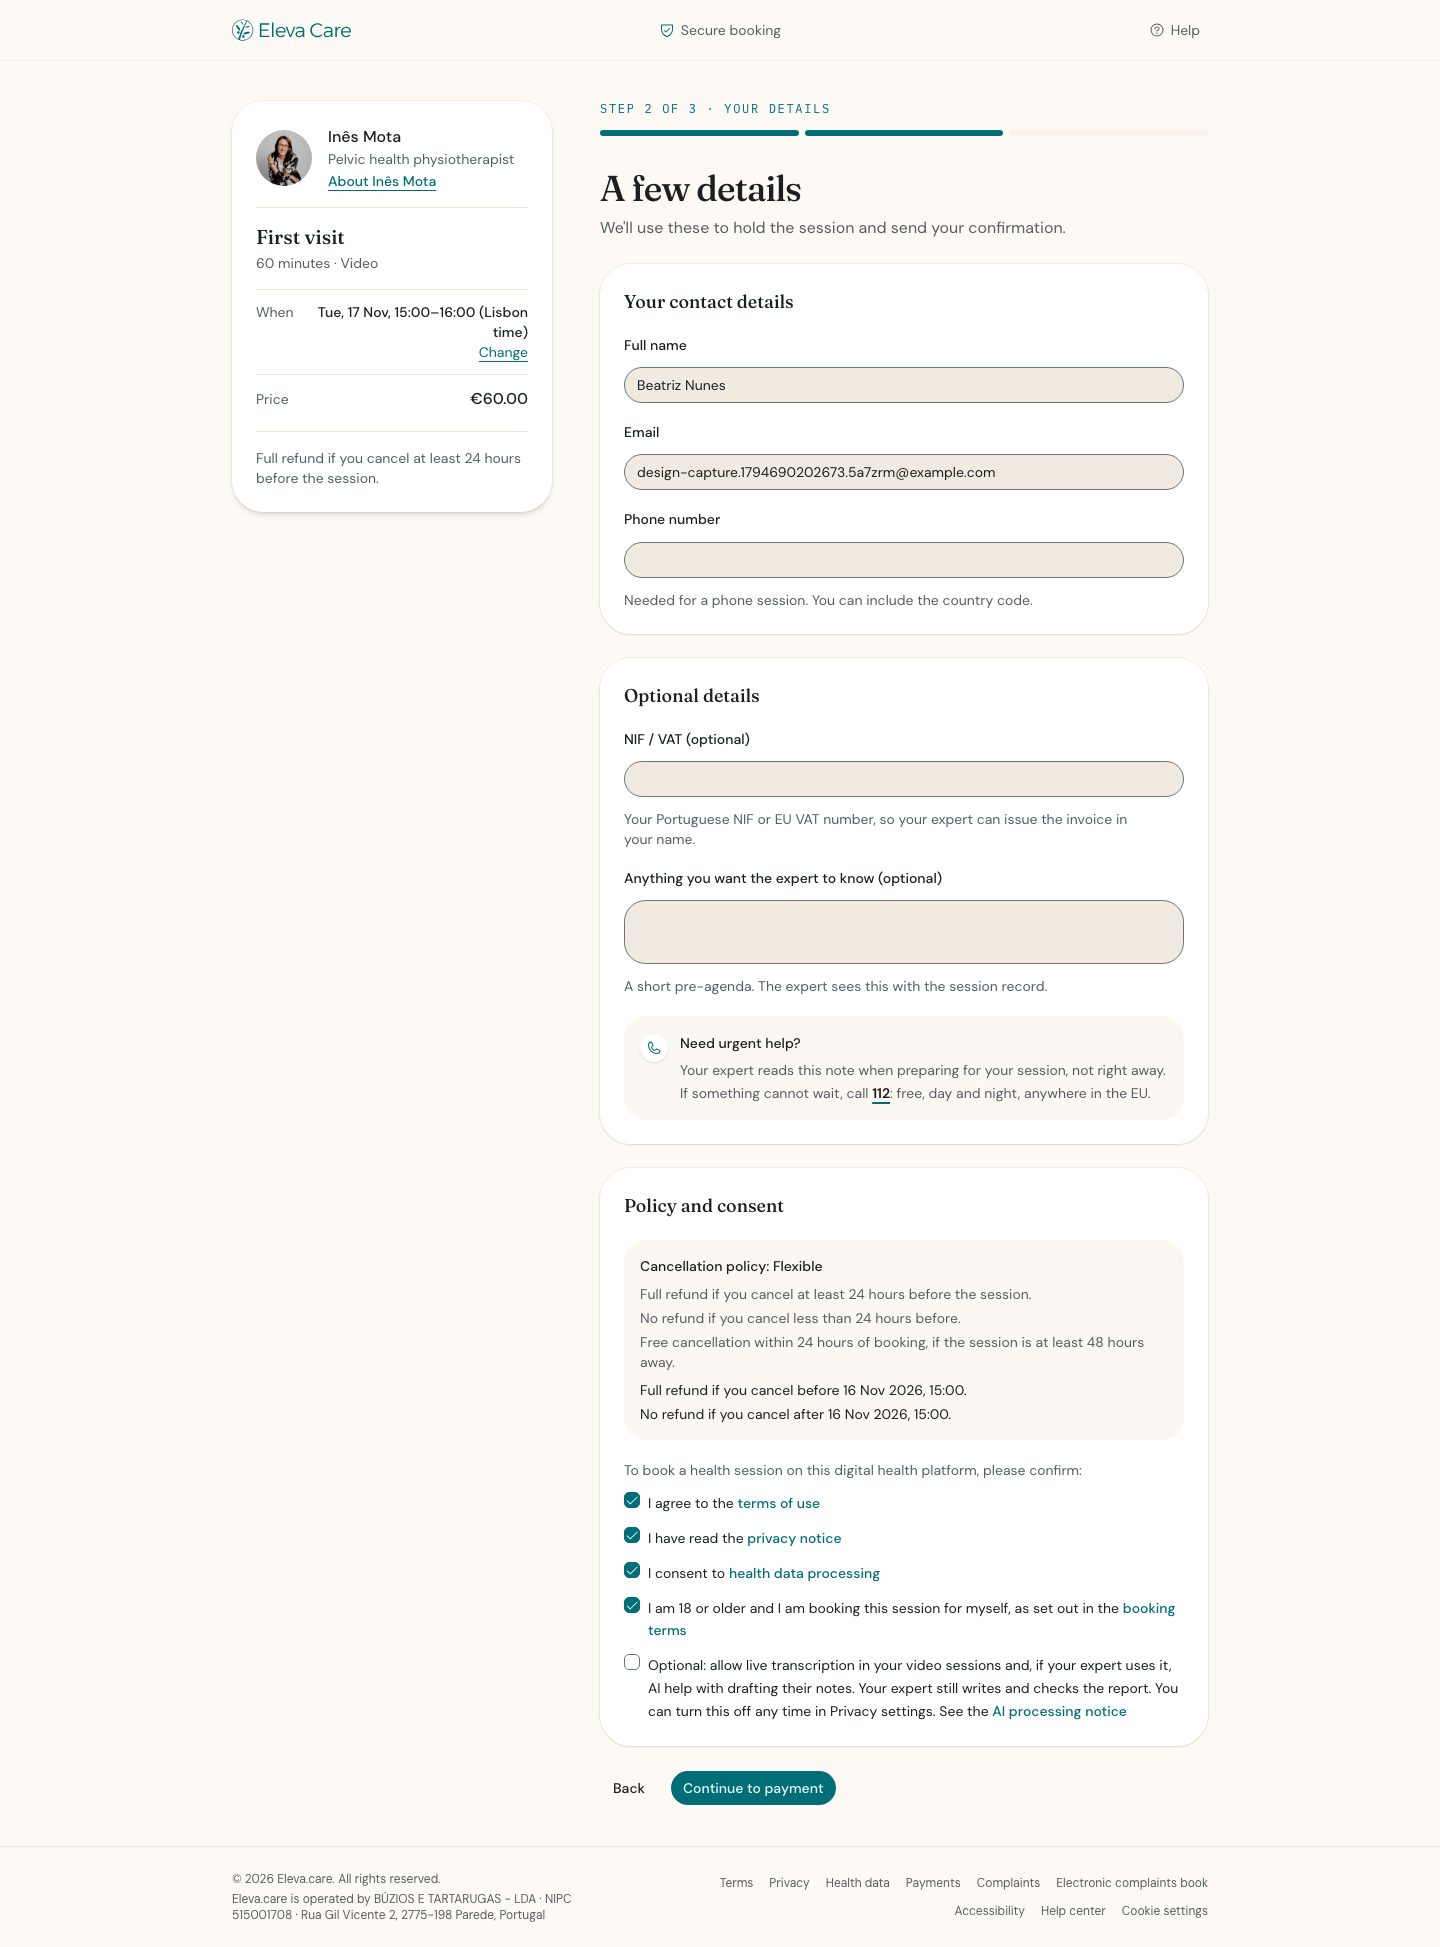 Eleva Care
Secure booking
Help
Inês Mota
Pelvic health physiotherapist
About Inês Mota
First visit
60 minutes · Video
When
Tue, 17 Nov, 15:00–16:00 (Lisbon
time)
Change
Price
€60.00
Full refund if you cancel at least 24 hours
before the session.
STEP 2 OF 3 · YOUR DETAILS
A few details
We'll use these to hold the session and send your confirmation.
Your contact details
Full name
Beatriz Nunes
Email
design-capture.1794690202673.5a7zrm@example.com
Phone number
Needed for a phone session. You can include the country code.
Optional details
NIF / VAT (optional)
Your Portuguese NIF or EU VAT number, so your expert can issue the invoice in
your name.
Anything you want the expert to know (optional)
A short pre-agenda. The expert sees this with the session record.
Need urgent help?
Your expert reads this note when preparing for your session, not right away.
If something cannot wait, call 112: free, day and night, anywhere in the EU.
Policy and consent
Cancellation policy: Flexible
Full refund if you cancel at least 24 hours before the session.
No refund if you cancel less than 24 hours before.
Free cancellation within 24 hours of booking, if the session is at least 48 hours
away.
Full refund if you cancel before 16 Nov 2026, 15:00.
No refund if you cancel after 16 Nov 2026, 15:00.
To book a health session on this digital health platform, please confirm:
I agree to the terms of use
I have read the privacy notice
I consent to health data processing
I am 18 or older and I am booking this session for myself, as set out in the booking
terms
Optional: allow live transcription in your video sessions and, if your expert uses it,
AI help with drafting their notes. Your expert still writes and checks the report. You
can turn this off any time in Privacy settings. See the AI processing notice
Back
Continue to payment
© 2026 Eleva.care. All rights reserved.
Eleva.care is operated by BÚZIOS E TARTARUGAS - LDA · NIPC
515001708 · Rua Gil Vicente 2, 2775-198 Parede, Portugal
Terms
Privacy
Health data
Payments
Complaints
Electronic complaints book
Accessibility
Help center
Cookie settings